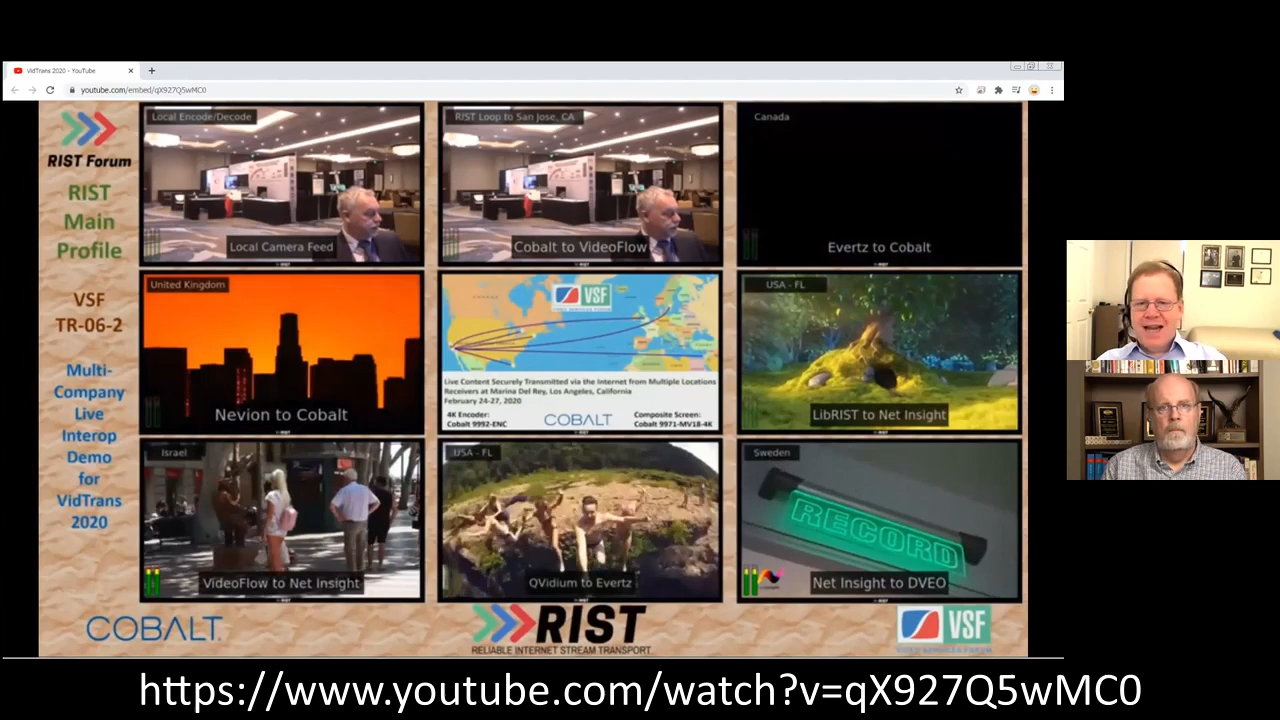 VidTrans 2020 - YouTube
youtube.com/embed/qX927Q5wMC0
RIST Forum
RIST
Main
Profile
VSF
TR-06-2
Multi-
Company
Live
Interop
Demo
for
VidTrans
2020
Local Encode/Decode
Local Camera Feed
RIST Loop to San Jose, CA
Cobalt to VideoFlow
Canada
Evertz to Cobalt
United Kingdom
Nevion to Cobalt
VSF
Live Content Securely Transmitted via the Internet from Multiple Locations
Receivers at Marina Del Rey, Los Angeles, California
February 24-27, 2020
4K Encoder:
Cobalt 9992-ENC
COBALT
Composite Screen:
Cobalt 9971-MV18-4K
USA - FL
LibRIST to Net Insight
Israel
VideoFlow to Net Insight
USA - FL
QVidium to Evertz
Sweden
RECORD
Net Insight to DVEO
COBALT
RIST
RELIABLE INTERNET STREAM TRANSPORT
VSF
VIDEO SERVICES FORUM
https://www.youtube.com/watch?v=qX927Q5wMC0